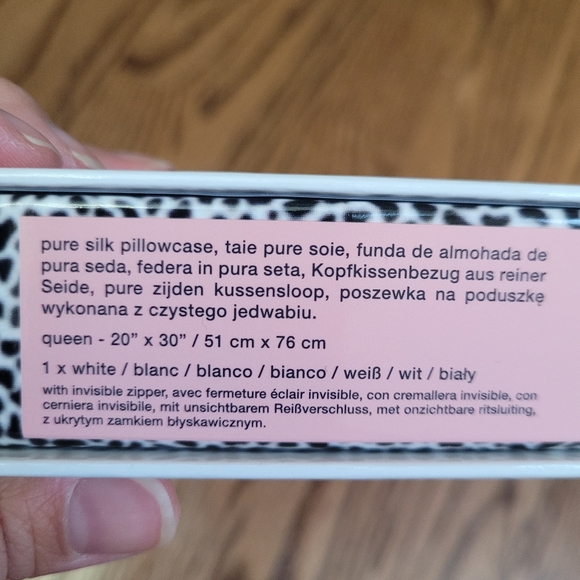 pure silk pillowcase, taie pure soie, funda de almohada de
pura seda, federa in pura seta, Kopfkissenbezug aus reiner
Seide, pure zijden kussensloop, poszewka na poduszkę
wykonana z czystego jedwabiu.
queen - 20” x 30” / 51 cm x 76 cm
1 x white / blanc / blanco / bianco / weiß / wit / biały
with invisible zipper, avec fermeture éclair invisible, con cremallera invisible, con
cerniera invisibile, mit unsichtbarem Reißverschluss, met onzichtbare ritsluiting,
z ukrytym zamkiem błyskawicznym.